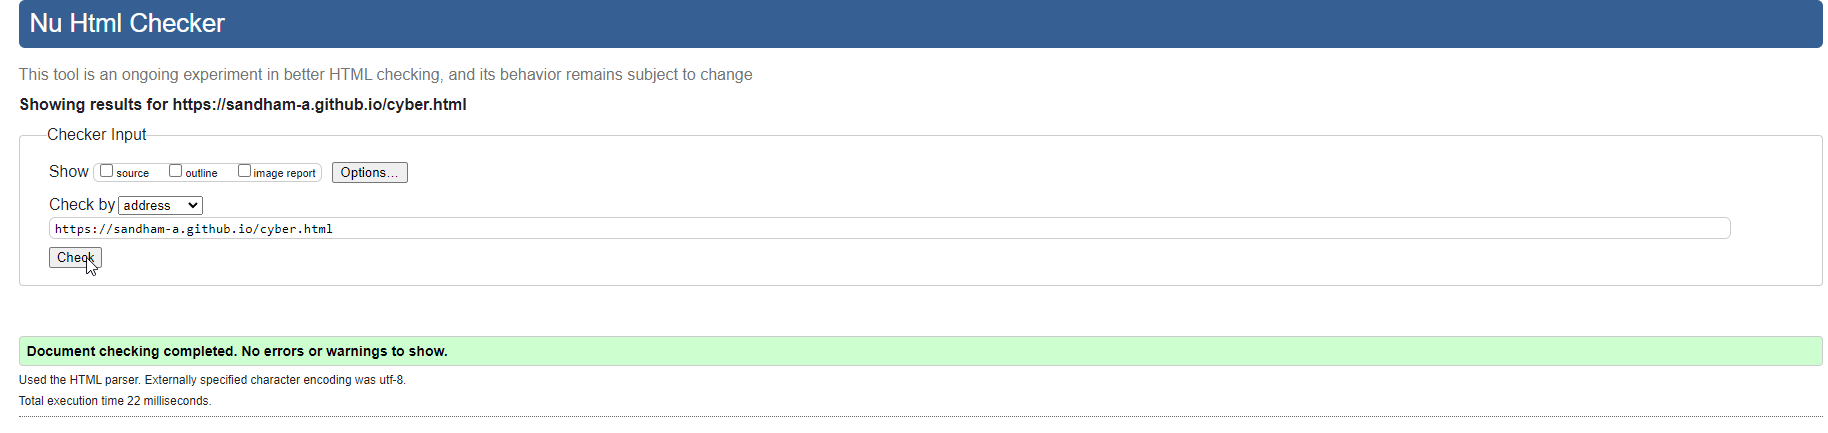 Nu Html Checker
This tool is an ongoing experiment in better HTML checking, and its behavior remains subject to change
Showing results for https://sandham-a.github.io/cyber.html
Checker Input
Show source outline image report Options...
Check by address
https://sandham-a.github.io/cyber.html
Check
Document checking completed. No errors or warnings to show.
Used the HTML parser. Externally specified character encoding was utf-8.
Total execution time 22 milliseconds.